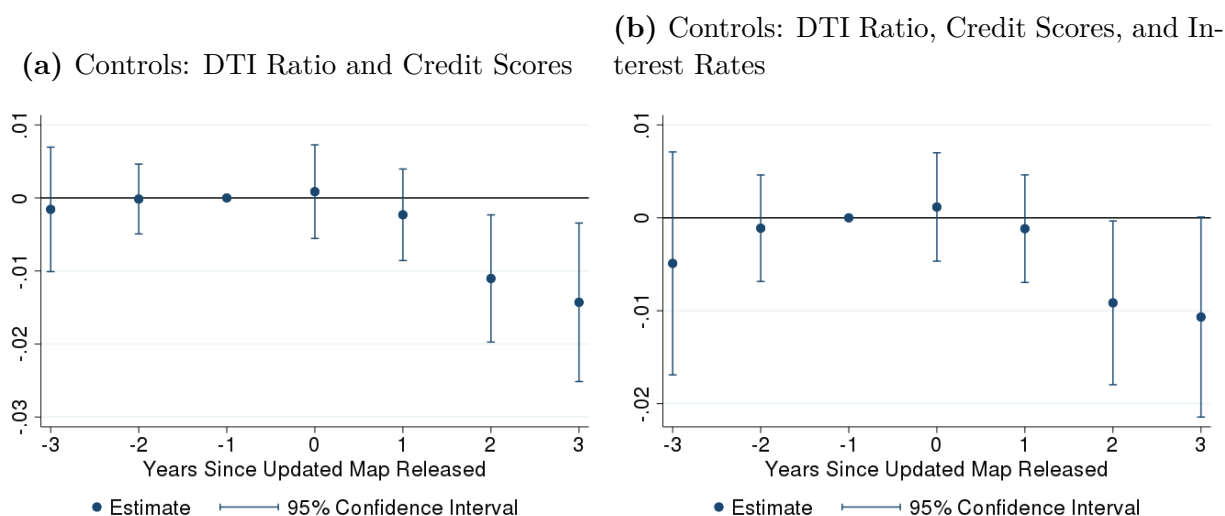 (a) Controls: DTI Ratio and Credit Scores
.01
0
-.01
-.02
-.03
-3 -2 -1 0 1 2 3
Years Since Updated Map Released
Estimate 95% Confidence Interval
(b) Controls: DTI Ratio, Credit Scores, and In-
terest Rates
.01
0
-.01
-.02
-3 -2 -1 0 1 2 3
Years Since Updated Map Released
Estimate 95% Confidence Interval